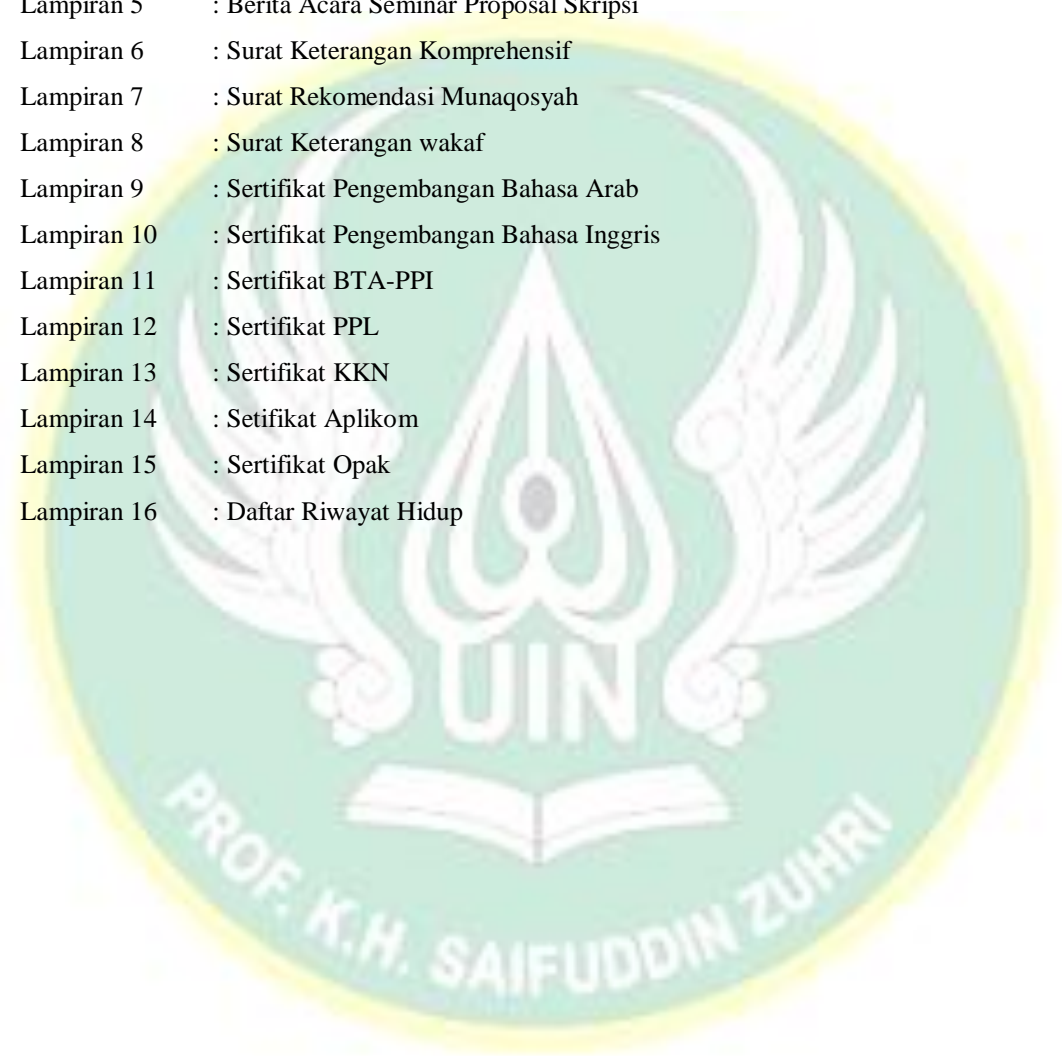 Lampiran 5 : Berita Acara Seminar Proposal Skripsi
Lampiran 6 : Surat Keterangan Komprehensif
Lampiran 7 : Surat Rekomendasi Munaqosyah
Lampiran 8 : Surat Keterangan wakaf
Lampiran 9 : Sertifikat Pengembangan Bahasa Arab
Lampiran 10 : Sertifikat Pengembangan Bahasa Inggris
Lampiran 11 : Sertifikat BTA-PPI
Lampiran 12 : Sertifikat PPL
Lampiran 13 : Sertifikat KKN
Lampiran 14 : Setifikat Aplikom
Lampiran 15 : Sertifikat Opak
Lampiran 16 : Daftar Riwayat Hidup
UIN
PROF. K.H. SAIFUDDIN ZUHRI